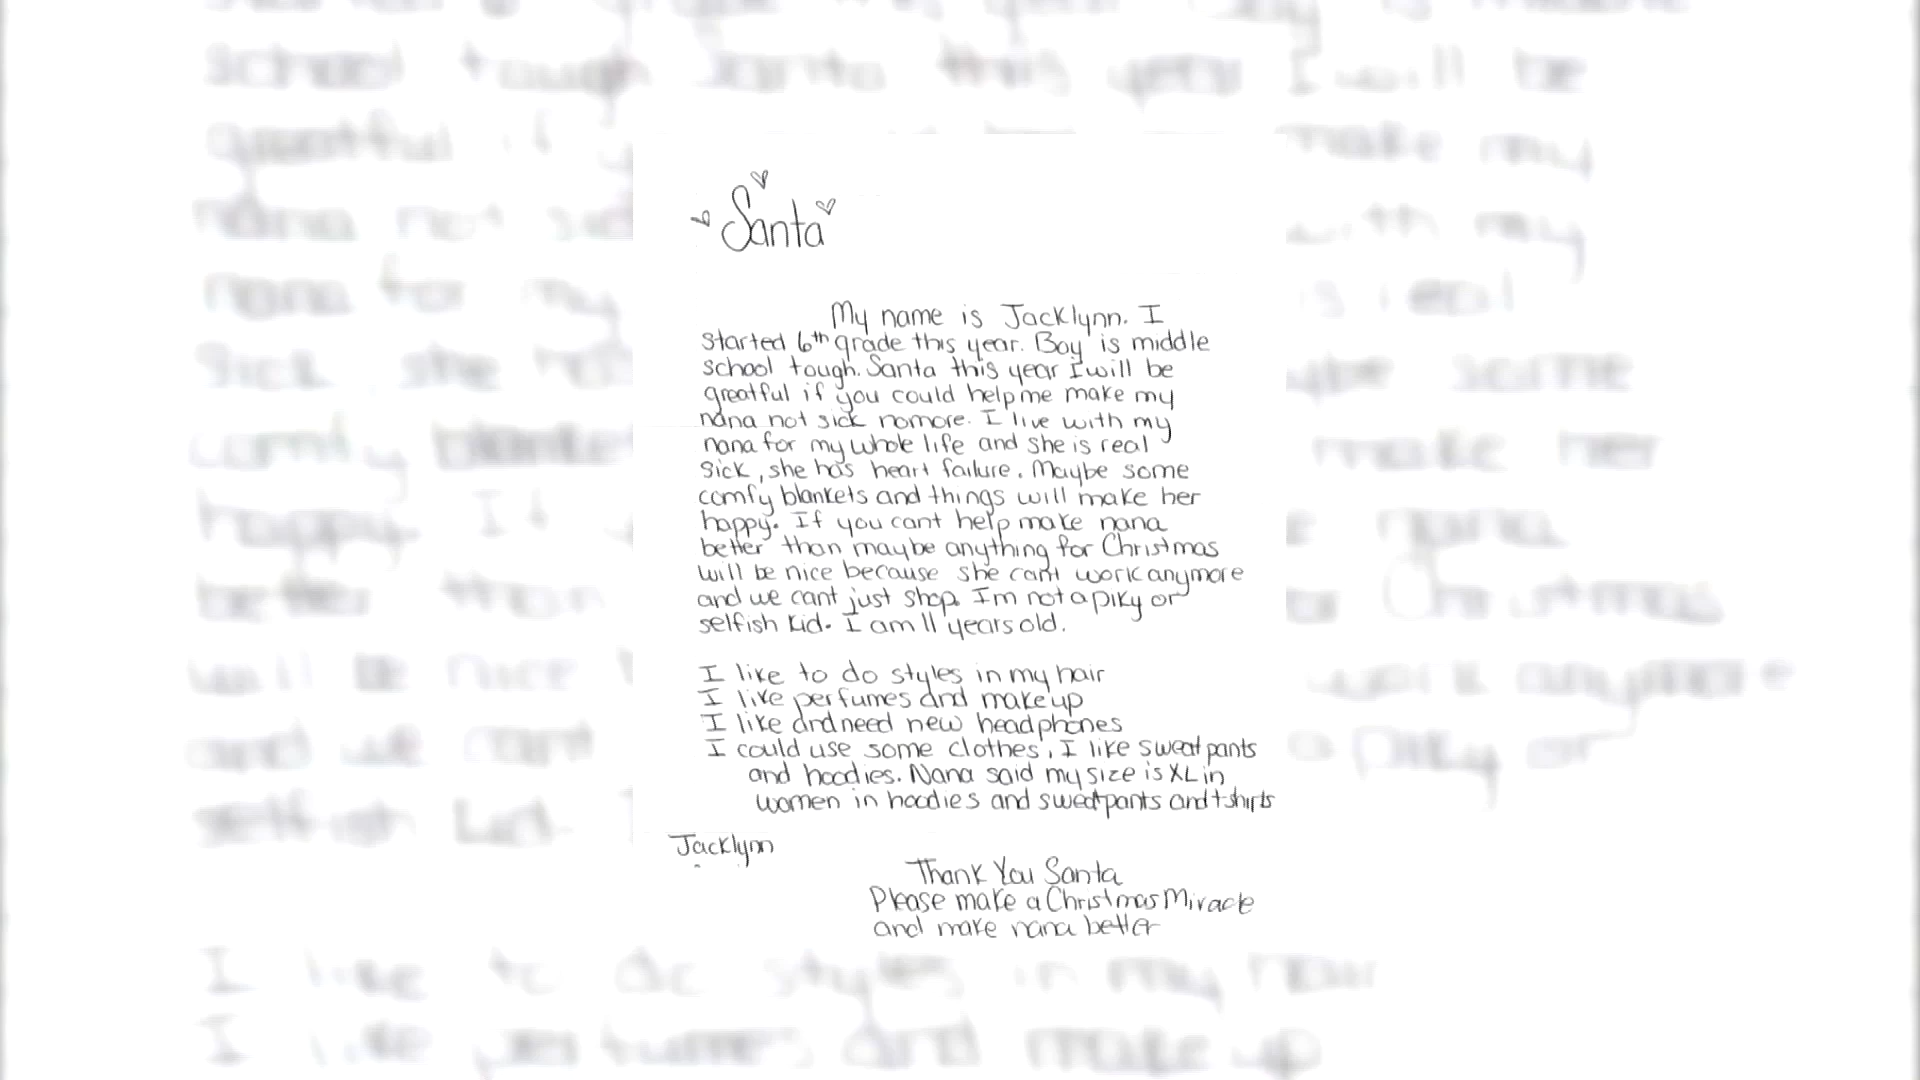 Santa
My name is Jacklynn. I
started 6th grade this year. Boy is middle
school tough. Santa this year I will be
greatful if you could help me make my
nana not sick nomore. I live with my
nana for my whole life and she is real
sick, she has heart failure. Maybe some
comfy blankets and things will make her
happy. If you cant help make nana
better than maybe anything for Christmas
will be nice because she cant work anymore
and we cant just shop. Im not a piky or
selfish kid. I am 11 years old.
I like to do styles in my hair
I like perfumes and makeup
I like and need new headphones
I could use some clothes, I like sweat pants
and hoodies. Nana said my size is XL in
women in hoodies and sweatpants and t-shirts
Jacklynn
Thank You Santa
Please make a Christmas Miracle
and make nana better